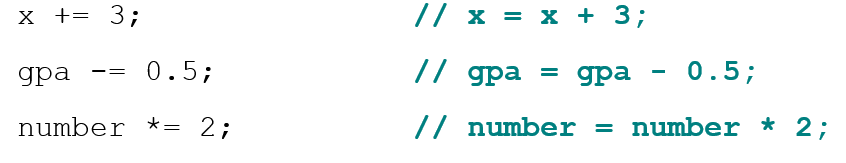 x += 3; // x = x + 3;
gpa -= 0.5; // gpa = gpa - 0.5;
number *= 2; // number = number * 2;